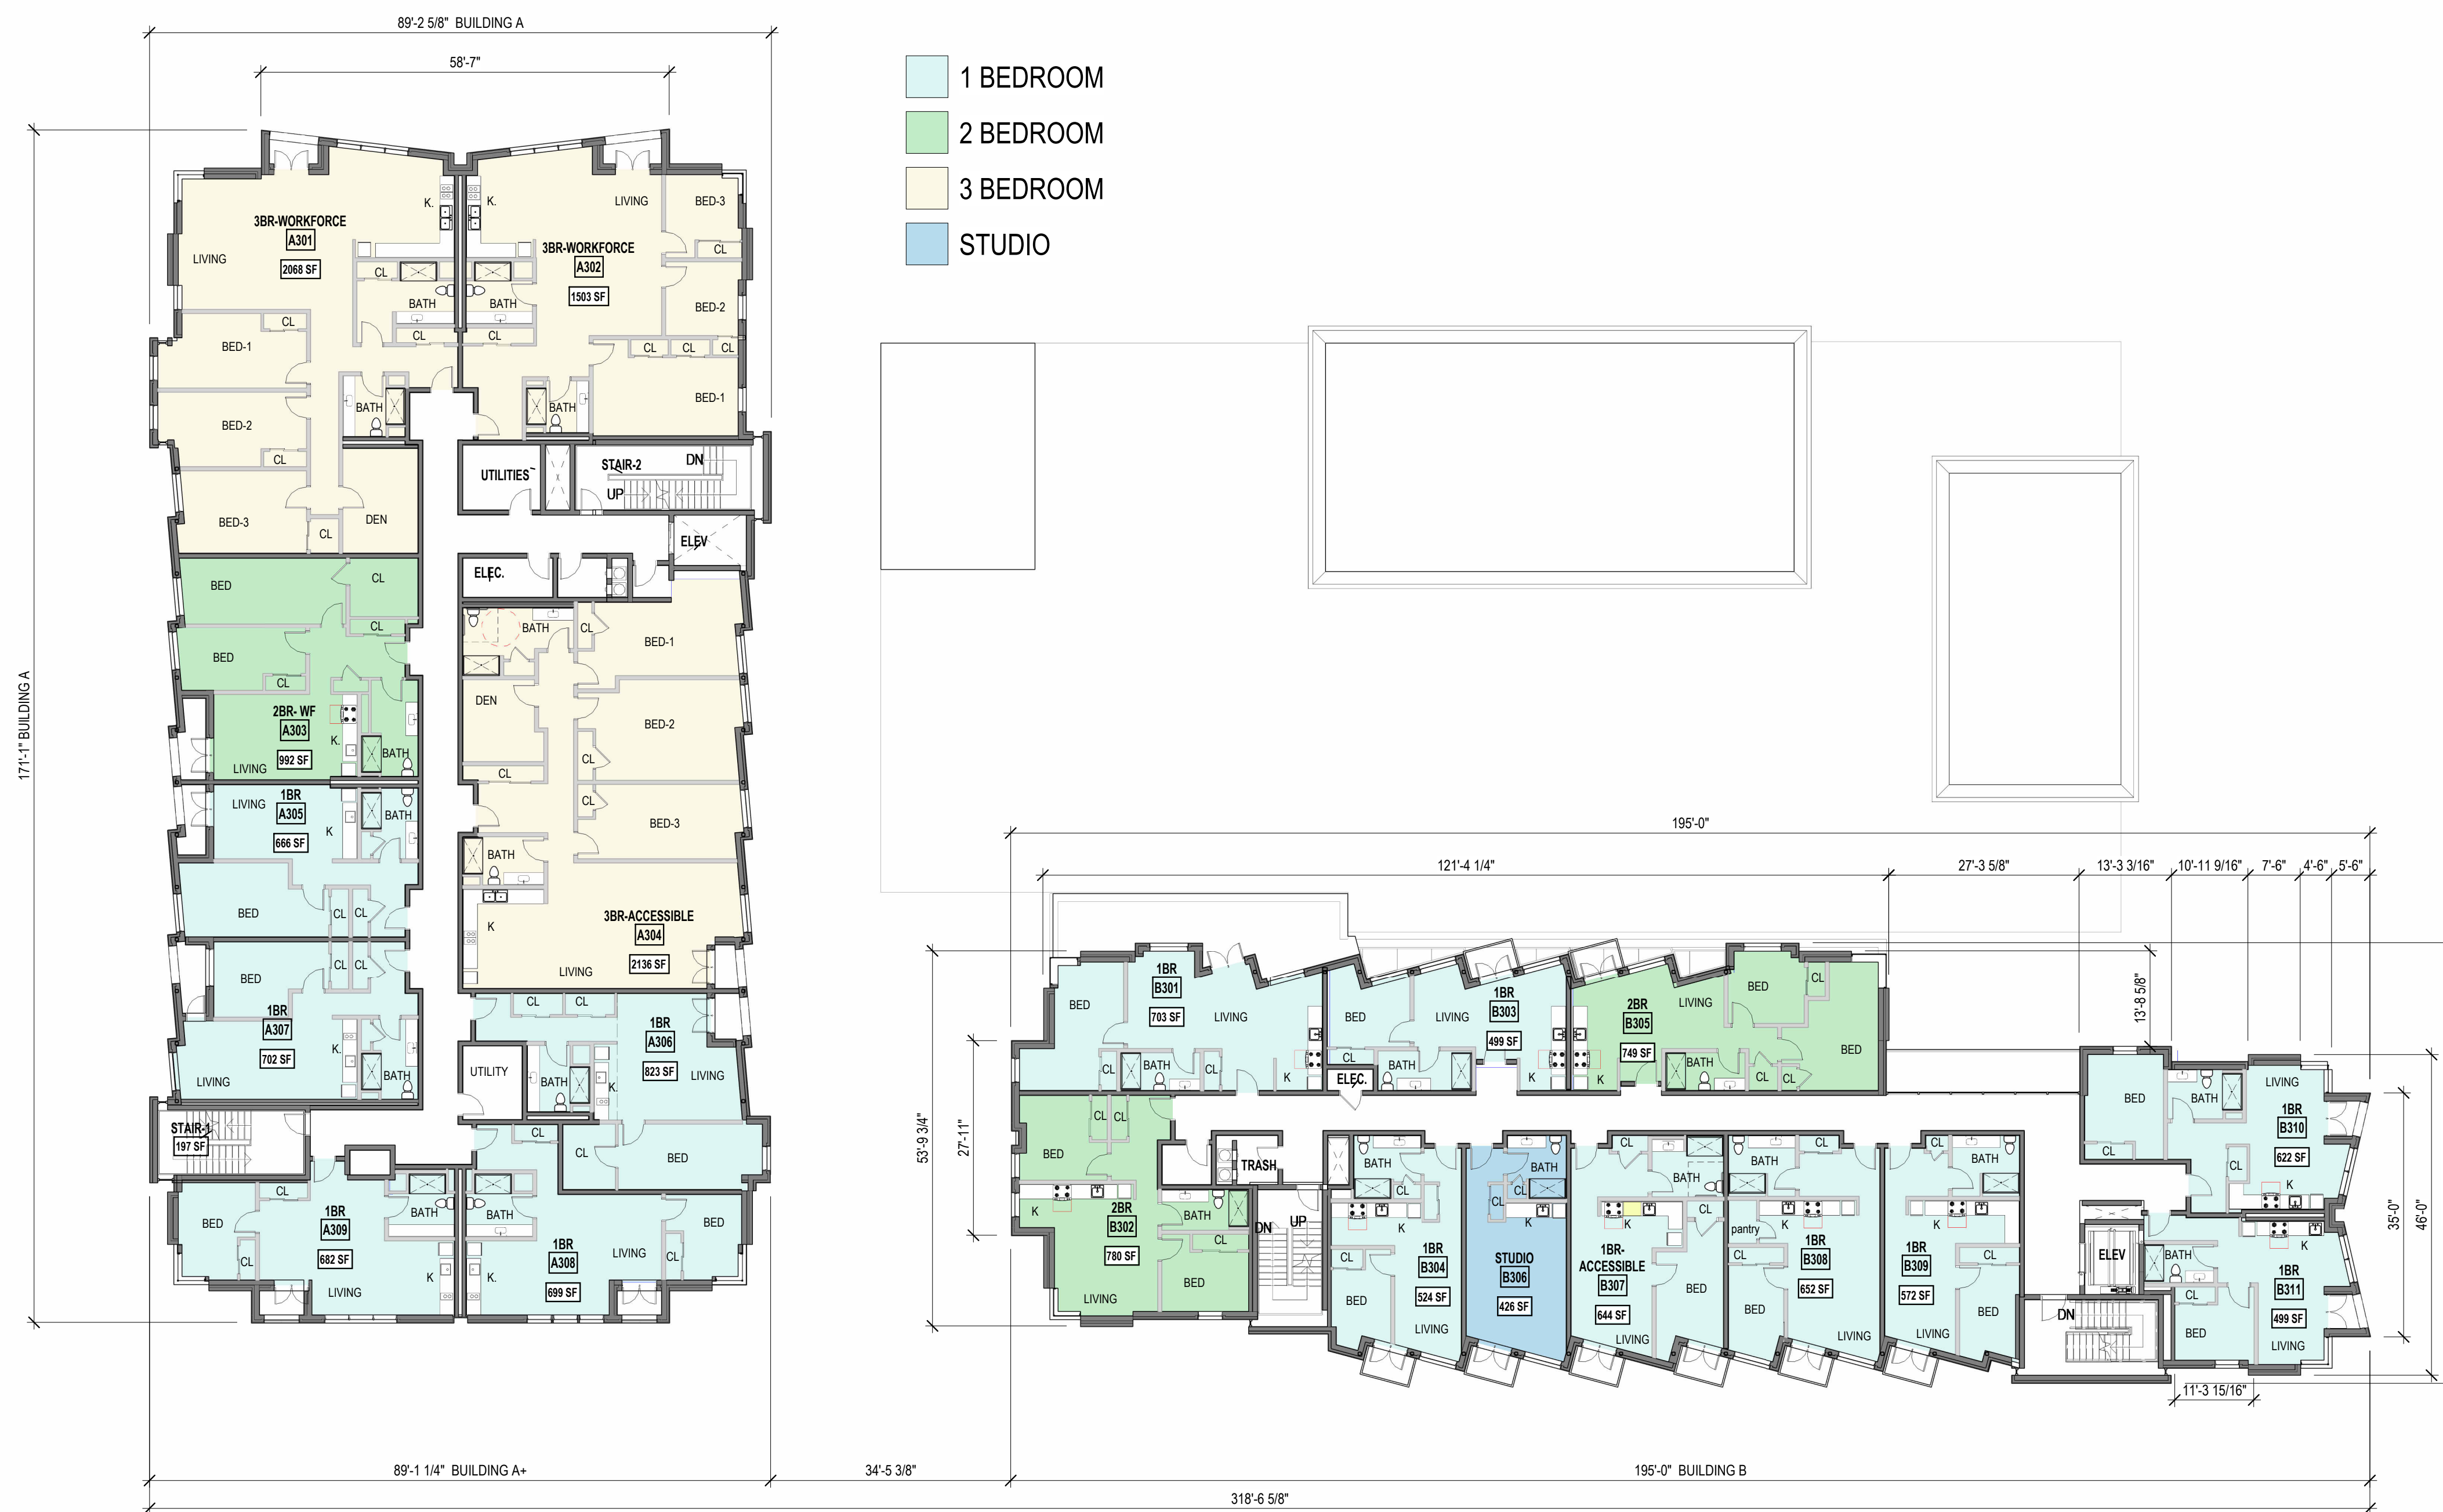 89'-2 5/8" BUILDING A
58'-7"
171'-1" BUILDING A
1 BEDROOM
2 BEDROOM
3 BEDROOM
STUDIO
3BR-WORKFORCE
A301
2068 SF
LIVING
K.
CL
BATH
CL
CL
BED-1
BED-2
CL
BATH
BED-3
CL
DEN
3BR-WORKFORCE
A302
1503 SF
K.
LIVING
BED-3
CL
BED-2
BATH
CL
CL
CL
CL
BED-1
BATH
UTILITIES
STAIR-2
DN
UP
ELEV
ELEC.
BED
CL
CL
BED
CL
2BR- WF
A303
992 SF
K.
LIVING
BATH
BATH
CL
BED-1
DEN
BED-2
CL
CL
CL
BED-3
BATH
K
3BR-ACCESSIBLE
A304
2136 SF
LIVING
1BR
A305
666 SF
LIVING
K
BATH
BED
CL
CL
BED
CL
CL
1BR
A307
702 SF
K.
LIVING
BATH
CL
CL
1BR
A306
823 SF
LIVING
UTILITY
BATH
K.
CL
BED
STAIR-1
197 SF
CL
BED
CL
1BR
A309
682 SF
LIVING
BATH
K
CL
BATH
K.
1BR
A308
699 SF
LIVING
BED
CL
195'-0"
121'-4 1/4"
27'-3 5/8"
13'-3 3/16"
10'-11 9/16"
7'-6"
4'-6"
5'-6"
13'-8 5/8"
53'-9 3/4"
27'-11"
35'-0"
46'-0"
11'-3 15/16"
BED
1BR
B301
703 SF
LIVING
CL
BATH
CL
K
BED
CL
1BR
B303
499 SF
LIVING
BATH
K
ELEC.
2BR
B305
749 SF
LIVING
K
BATH
BED
CL
BED
CL
CL
CL
CL
BED
K
2BR
B302
780 SF
LIVING
BATH
CL
BED
TRASH
DN
UP
BATH
CL
K
CL
1BR
B304
524 SF
BED
LIVING
BATH
CL
CL
K
STUDIO
B306
426 SF
CL
BATH
CL
K
1BR-
ACCESSIBLE
B307
644 SF
LIVING
BED
BATH
CL
K
pantry
CL
1BR
B308
652 SF
BED
LIVING
CL
BATH
K
CL
1BR
B309
572 SF
LIVING
BED
BED
CL
BATH
CL
LIVING
1BR
B310
622 SF
K
ELEV
DN
BATH
K
CL
1BR
B311
499 SF
BED
LIVING
89'-1 1/4" BUILDING A+
34'-5 3/8"
195'-0" BUILDING B
318'-6 5/8"